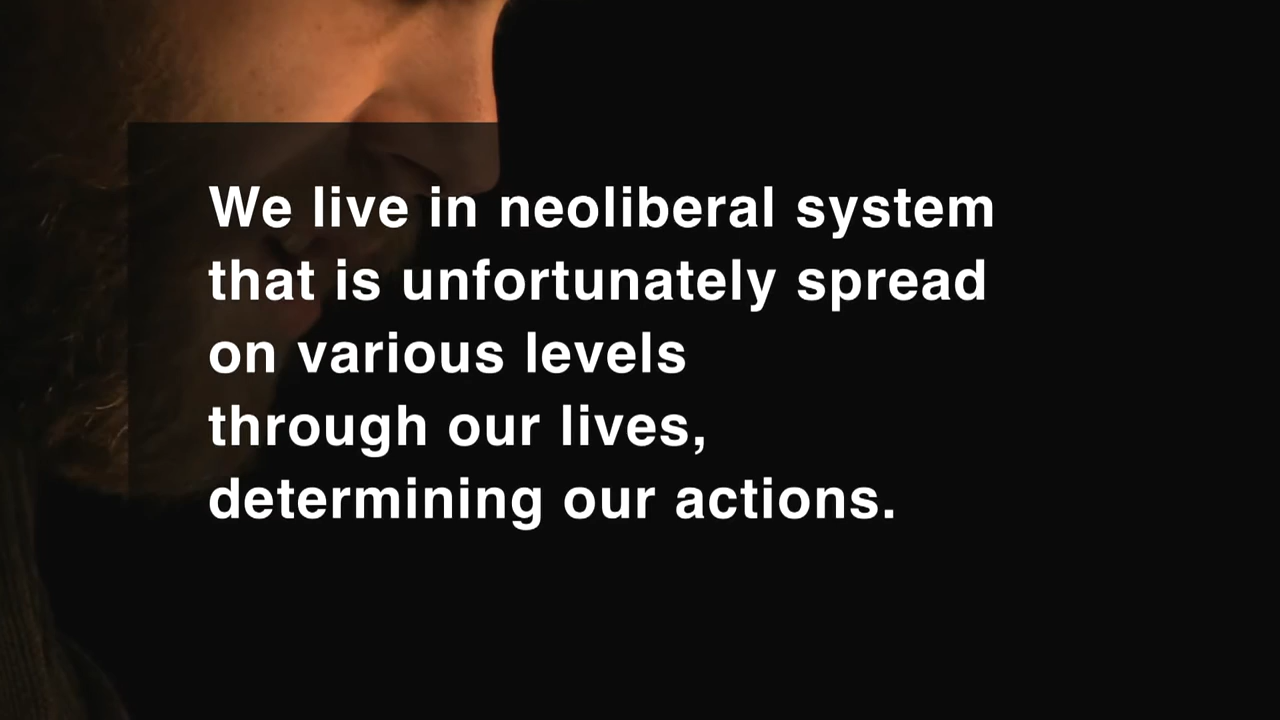 We live in neoliberal system
that is unfortunately spread
on various levels
through our lives,
determining our actions.